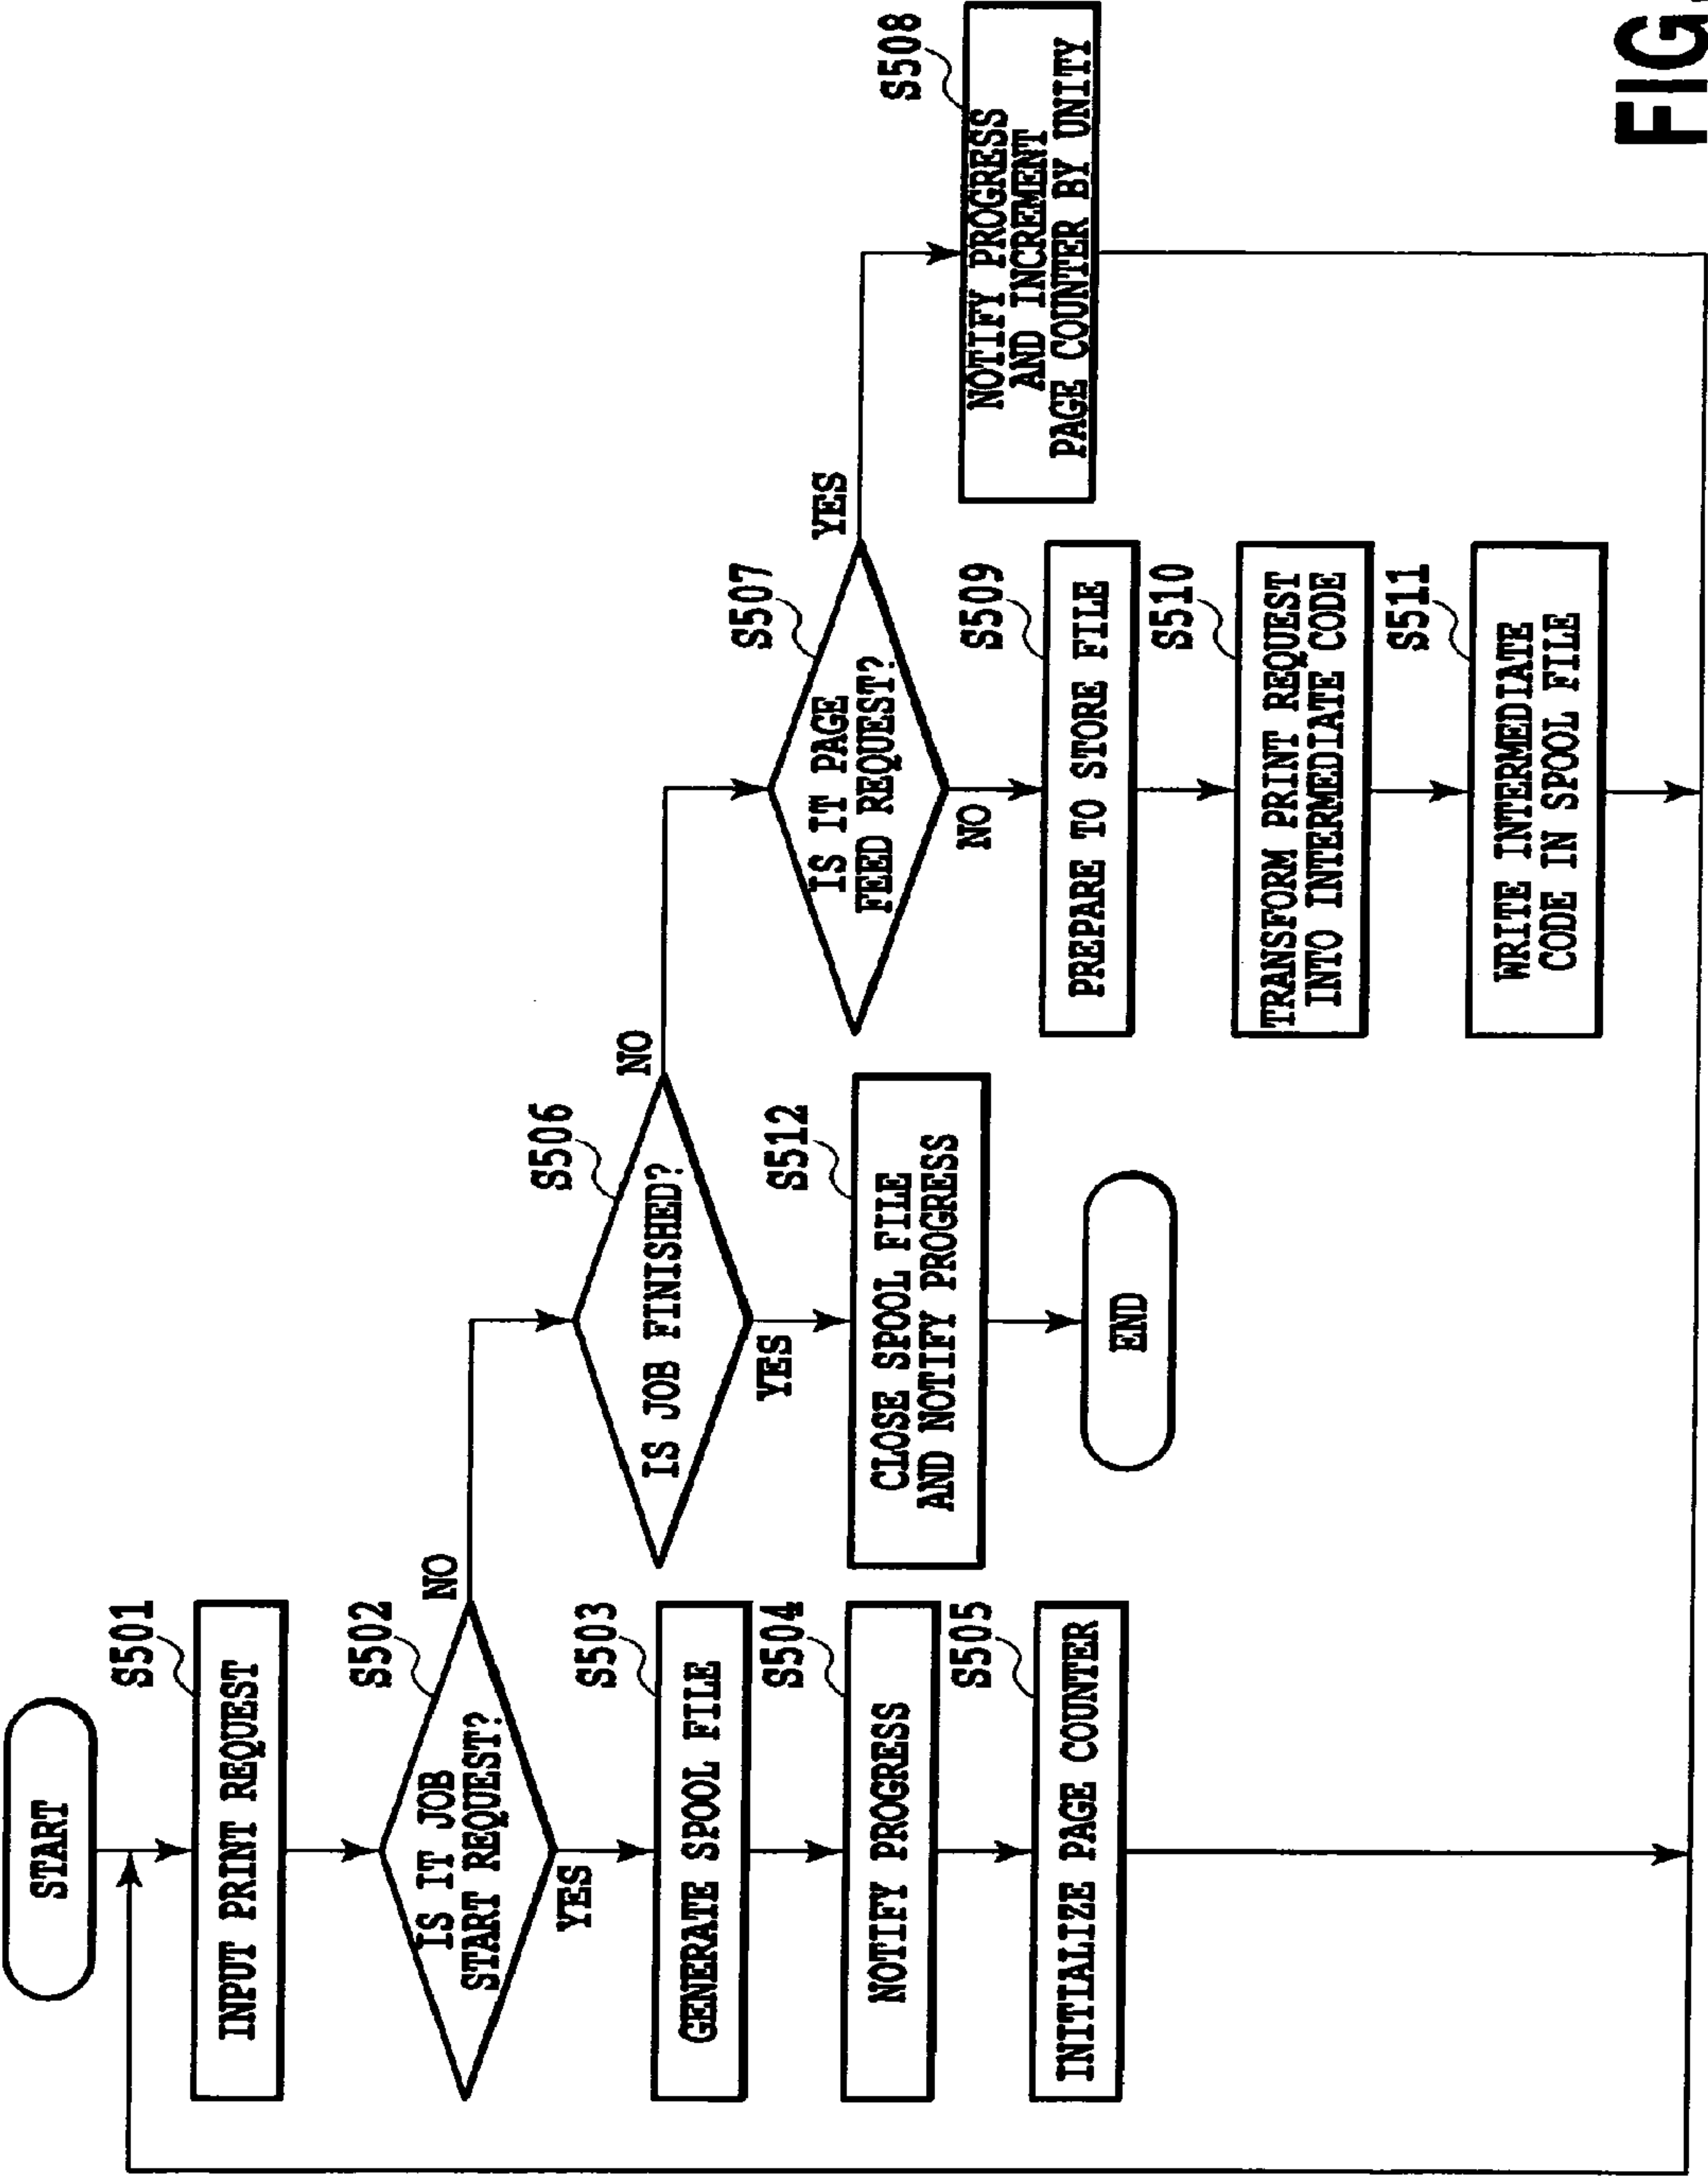 START
S501
INPUT PRINT REQUEST
S502
IS IT JOB
START REQUEST?
NO
YES
S503
GENERATE SPOOL FILE
S504
NOTIFY PROGRESS
S505
INITIALIZE PAGE COUNTER
S506
IS JOB FINISHED?
NO
YES
S512
CLOSE SPOOL FILE
AND NOTIFY PROGRESS
END
S507
IS IT PAGE
FEED REQUEST?
YES
NO
S509
PREPARE TO STORE FILE
S510
TRANSFORM PRINT REQUEST
INTO INTERMEDIATE CODE
S511
WRITE INTERMEDIATE
CODE IN SPOOL FILE
S508
NOTIFY PROGRESS
AND INCREMENT
PAGE COUNTER BY UNITY
FIG.